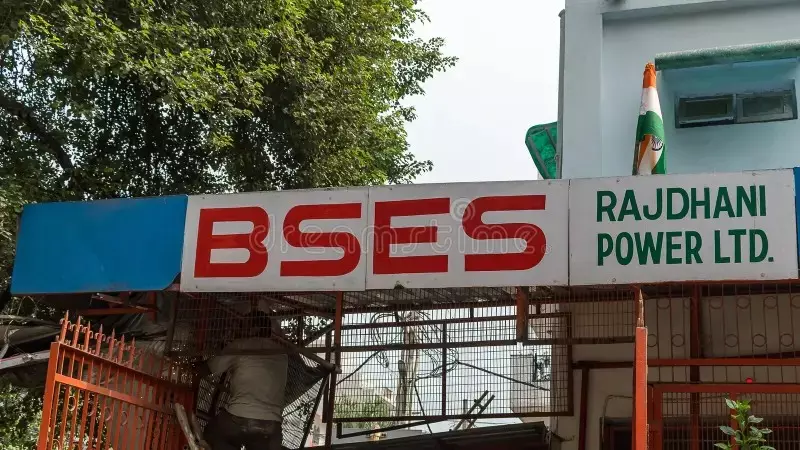 BSES
RAJDHANI
POWER LTD.